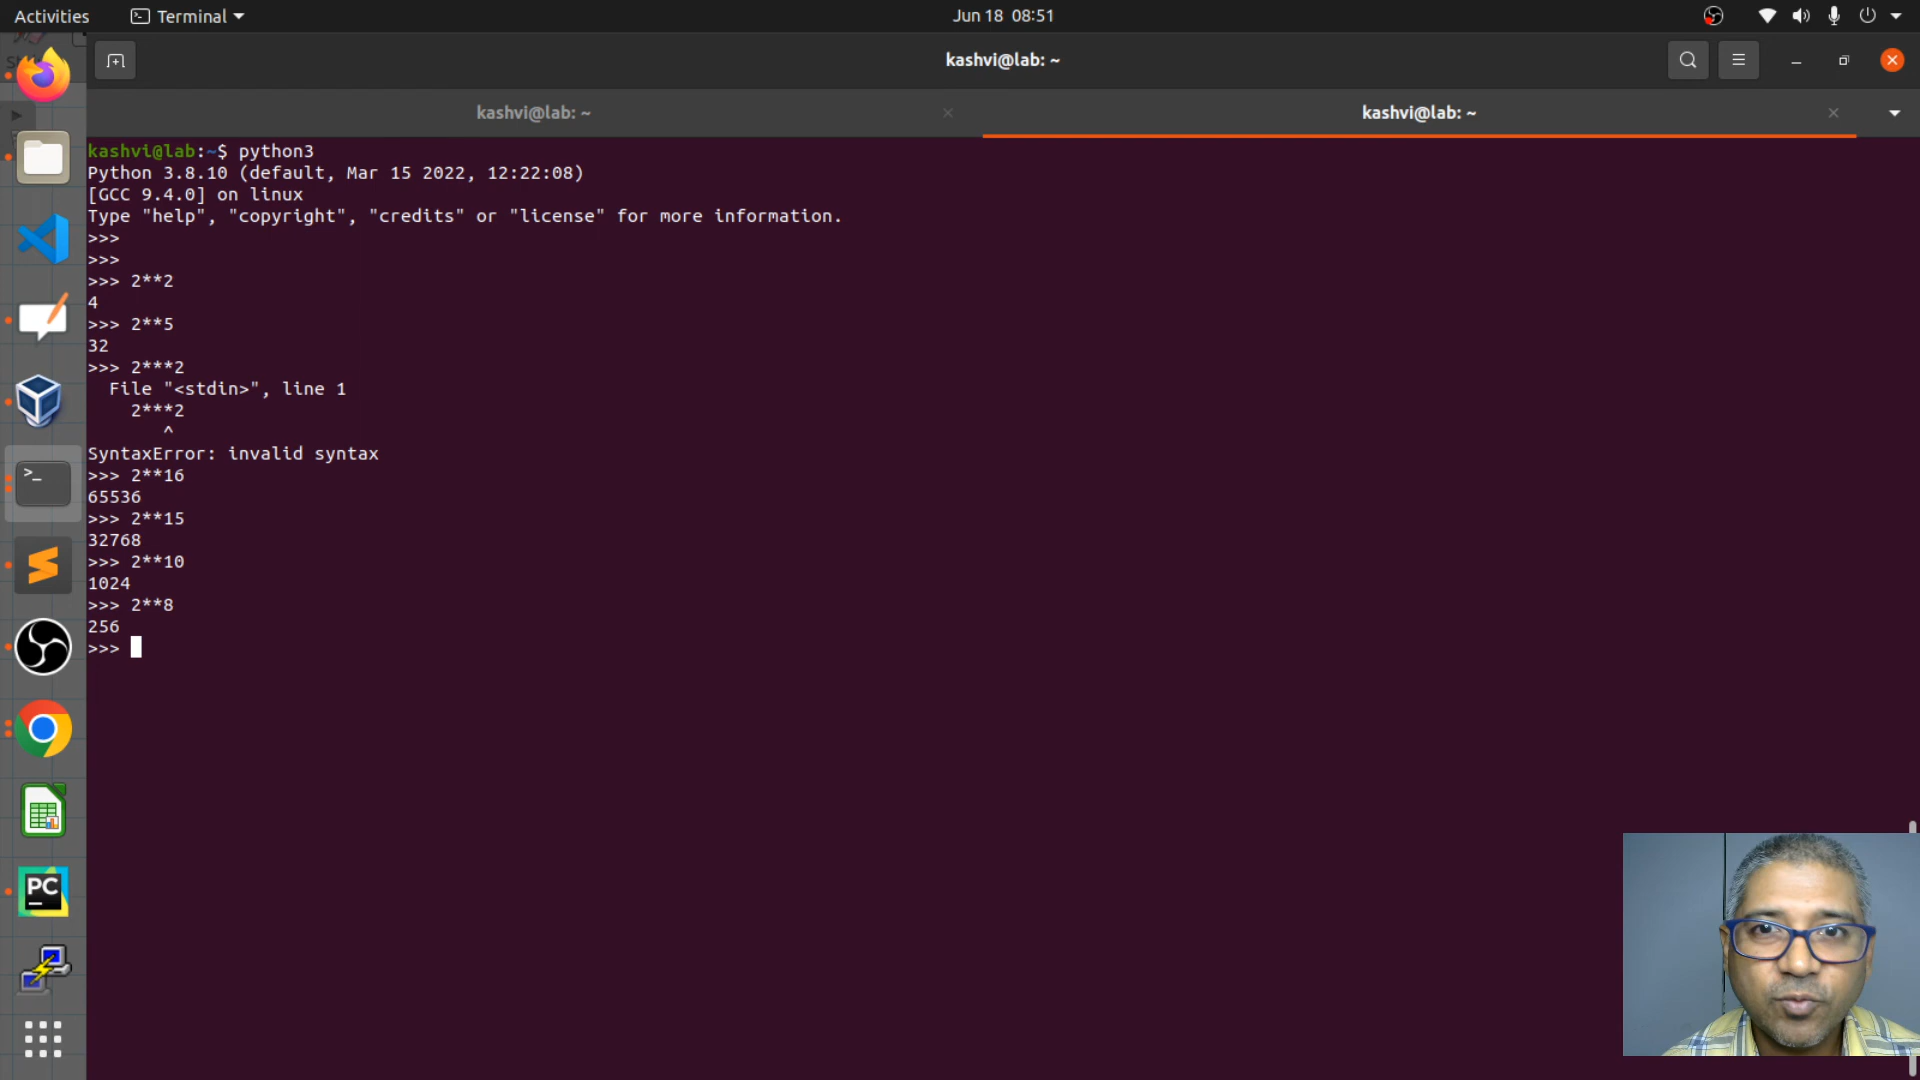 Activities
Terminal
Jun 18 08:51
kashvi@lab: ~
kashvi@lab: ~
kashvi@lab: ~
kashvi@lab:~$ python3
Python 3.8.10 (default, Mar 15 2022, 12:22:08)
[GCC 9.4.0] on linux
Type "help", "copyright", "credits" or "license" for more information.
>>>
>>>
>>> 2**2
4
>>> 2**5
32
>>> 2***2
  File "<stdin>", line 1
    2***2
       ^
SyntaxError: invalid syntax
>>> 2**16
65536
>>> 2**15
32768
>>> 2**10
1024
>>> 2**8
256
>>>
>_
PC